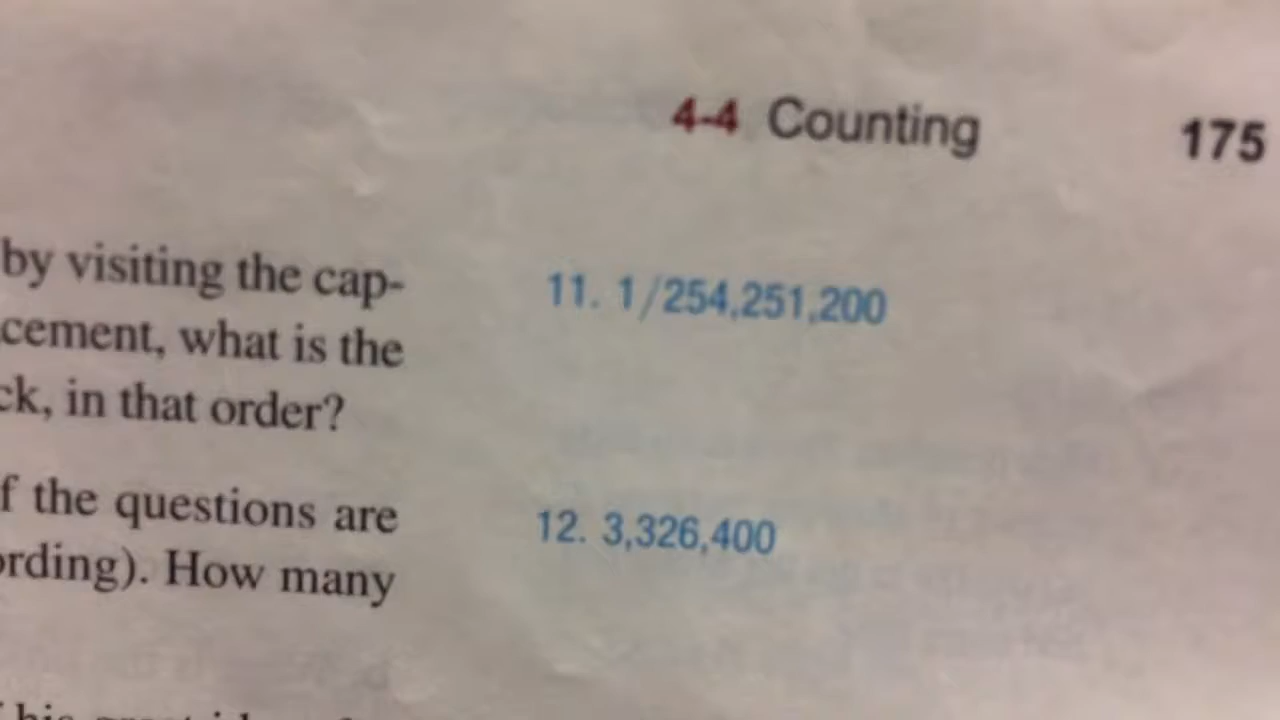 4-4 Counting 175
by visiting the cap-
cement, what is the
ck, in that order?
11. 1/254,251,200
f the questions are
ording). How many
12. 3,326,400